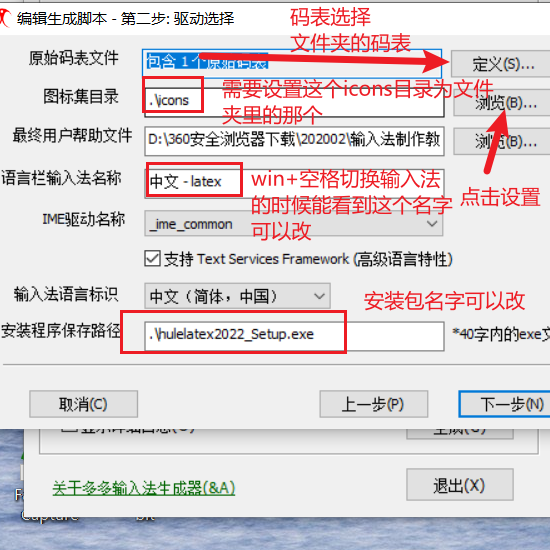 编辑生成脚本 - 第二步: 驱动选择
码表选择
文件夹的码表
原始码表文件
包含 1个原始码表
定义(S)...
需要设置这个icons目录为文件
夹里的那个
图标集目录
.\icons
浏览(B)...
最终用户帮助文件
D:\360安全浏览器下载\202002\输入法制作教
浏览(B)...
语言栏输入法名称
中文 - latex
win+空格切换输入法
的时候能看到这个名字
可以改
点击设置
IME驱动名称
_ime_common
支持 Text Services Framework (高级语言特性)
输入法语言标识
中文（简体，中国）
安装包名字可以改
安装程序保存路径
.\hulelatex2022_Setup.exe
*40字内的exe文
取消(C)
上一步(P)
下一步(N)
关于多多输入法生成器(&A)
退出(X)
Capture